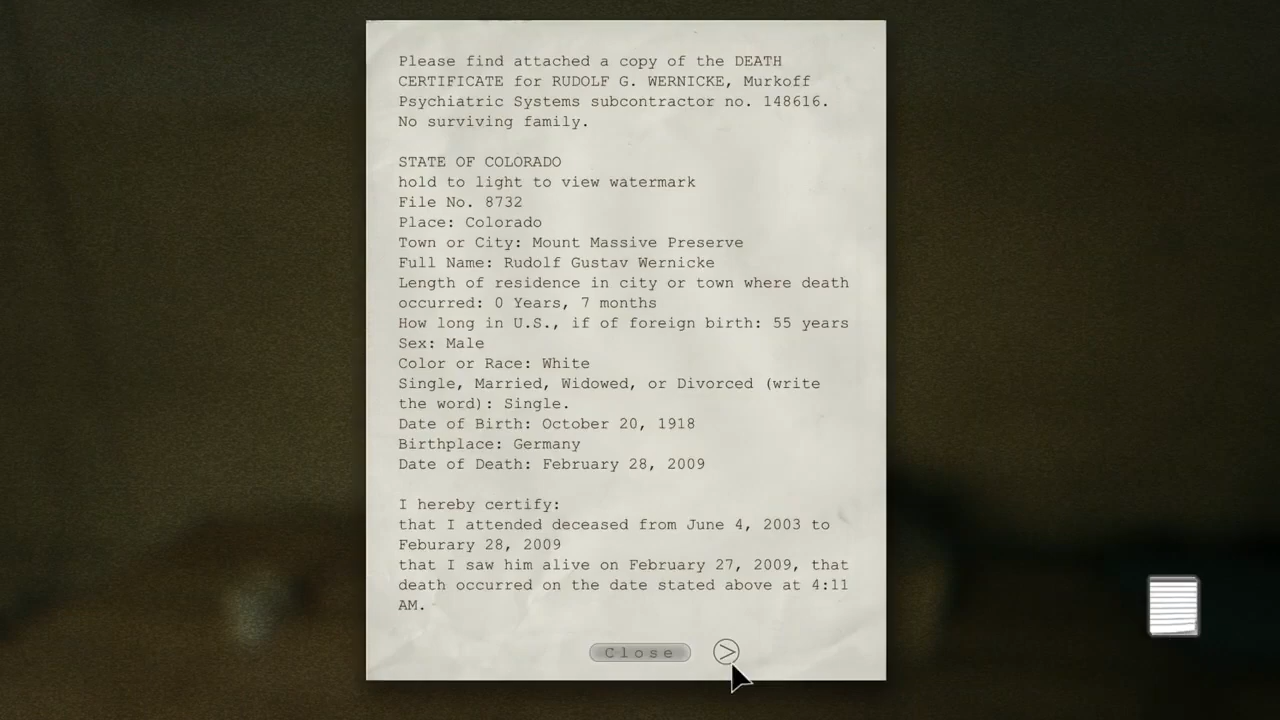 Please find attached a copy of the DEATH
CERTIFICATE for RUDOLF G. WERNICKE, Murkoff
Psychiatric Systems subcontractor no. 148616.
No surviving family.
STATE OF COLORADO
hold to light to view watermark
File No. 8732
Place: Colorado
Town or City: Mount Massive Preserve
Full Name: Rudolf Gustav Wernicke
Length of residence in city or town where death
occurred: 0 Years, 7 months
How long in U.S., if of foreign birth: 55 years
Sex: Male
Color or Race: White
Single, Married, Widowed, or Divorced (write
the word): Single.
Date of Birth: October 20, 1918
Birthplace: Germany
Date of Death: February 28, 2009
I hereby certify:
that I attended deceased from June 4, 2003 to
Feburary 28, 2009
that I saw him alive on February 27, 2009, that
death occurred on the date stated above at 4:11
AM.
Close